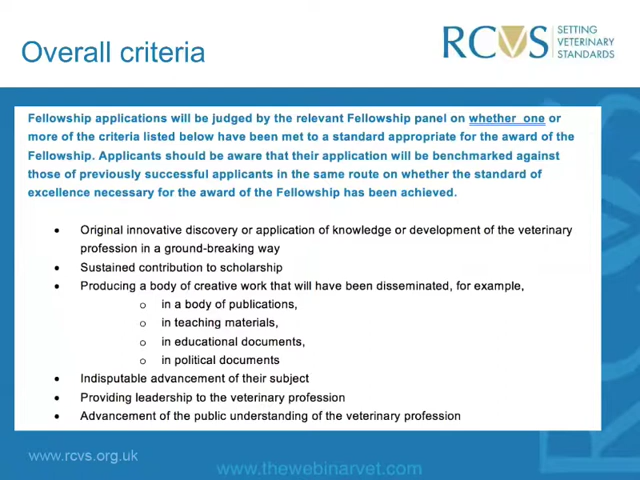 Overall criteria
RCVS
SETTING
VETERINARY
STANDARDS
Fellowship applications will be judged by the relevant Fellowship panel on whether one or
more of the criteria listed below have been met to a standard appropriate for the award of the
Fellowship. Applicants should be aware that their application will be benchmarked against
those of previously successful applicants in the same route on whether the standard of
excellence necessary for the award of the Fellowship has been achieved.
• Original innovative discovery or application of knowledge or development of the veterinary
profession in a ground-breaking way
• Sustained contribution to scholarship
• Producing a body of creative work that will have been disseminated, for example,
o in a body of publications,
o in teaching materials,
o in educational documents,
o in political documents
• Indisputable advancement of their subject
• Providing leadership to the veterinary profession
• Advancement of the public understanding of the veterinary profession
www.rcvs.org.uk
www.thewebinarvet.com